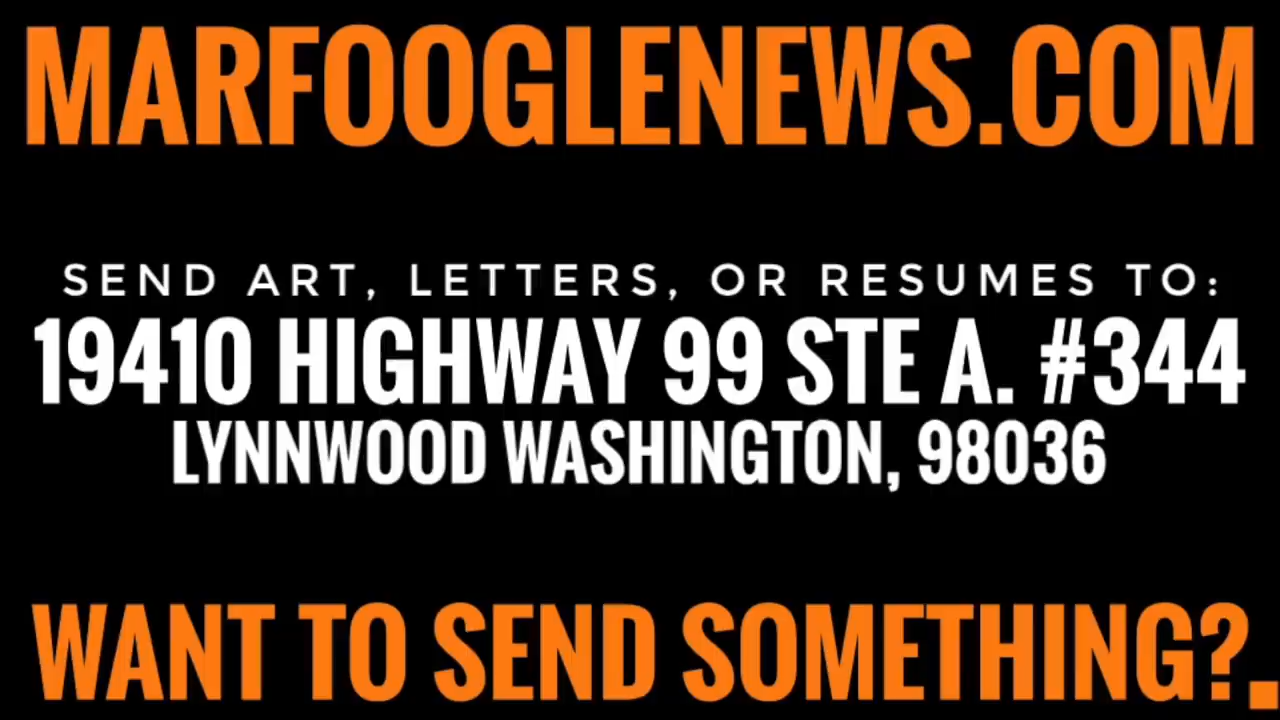 MARFOOGLENEWS.COM
SEND ART, LETTERS, OR RESUMES TO:
19410 HIGHWAY 99 STE A. #344
LYNNWOOD WASHINGTON, 98036
WANT TO SEND SOMETHING?.